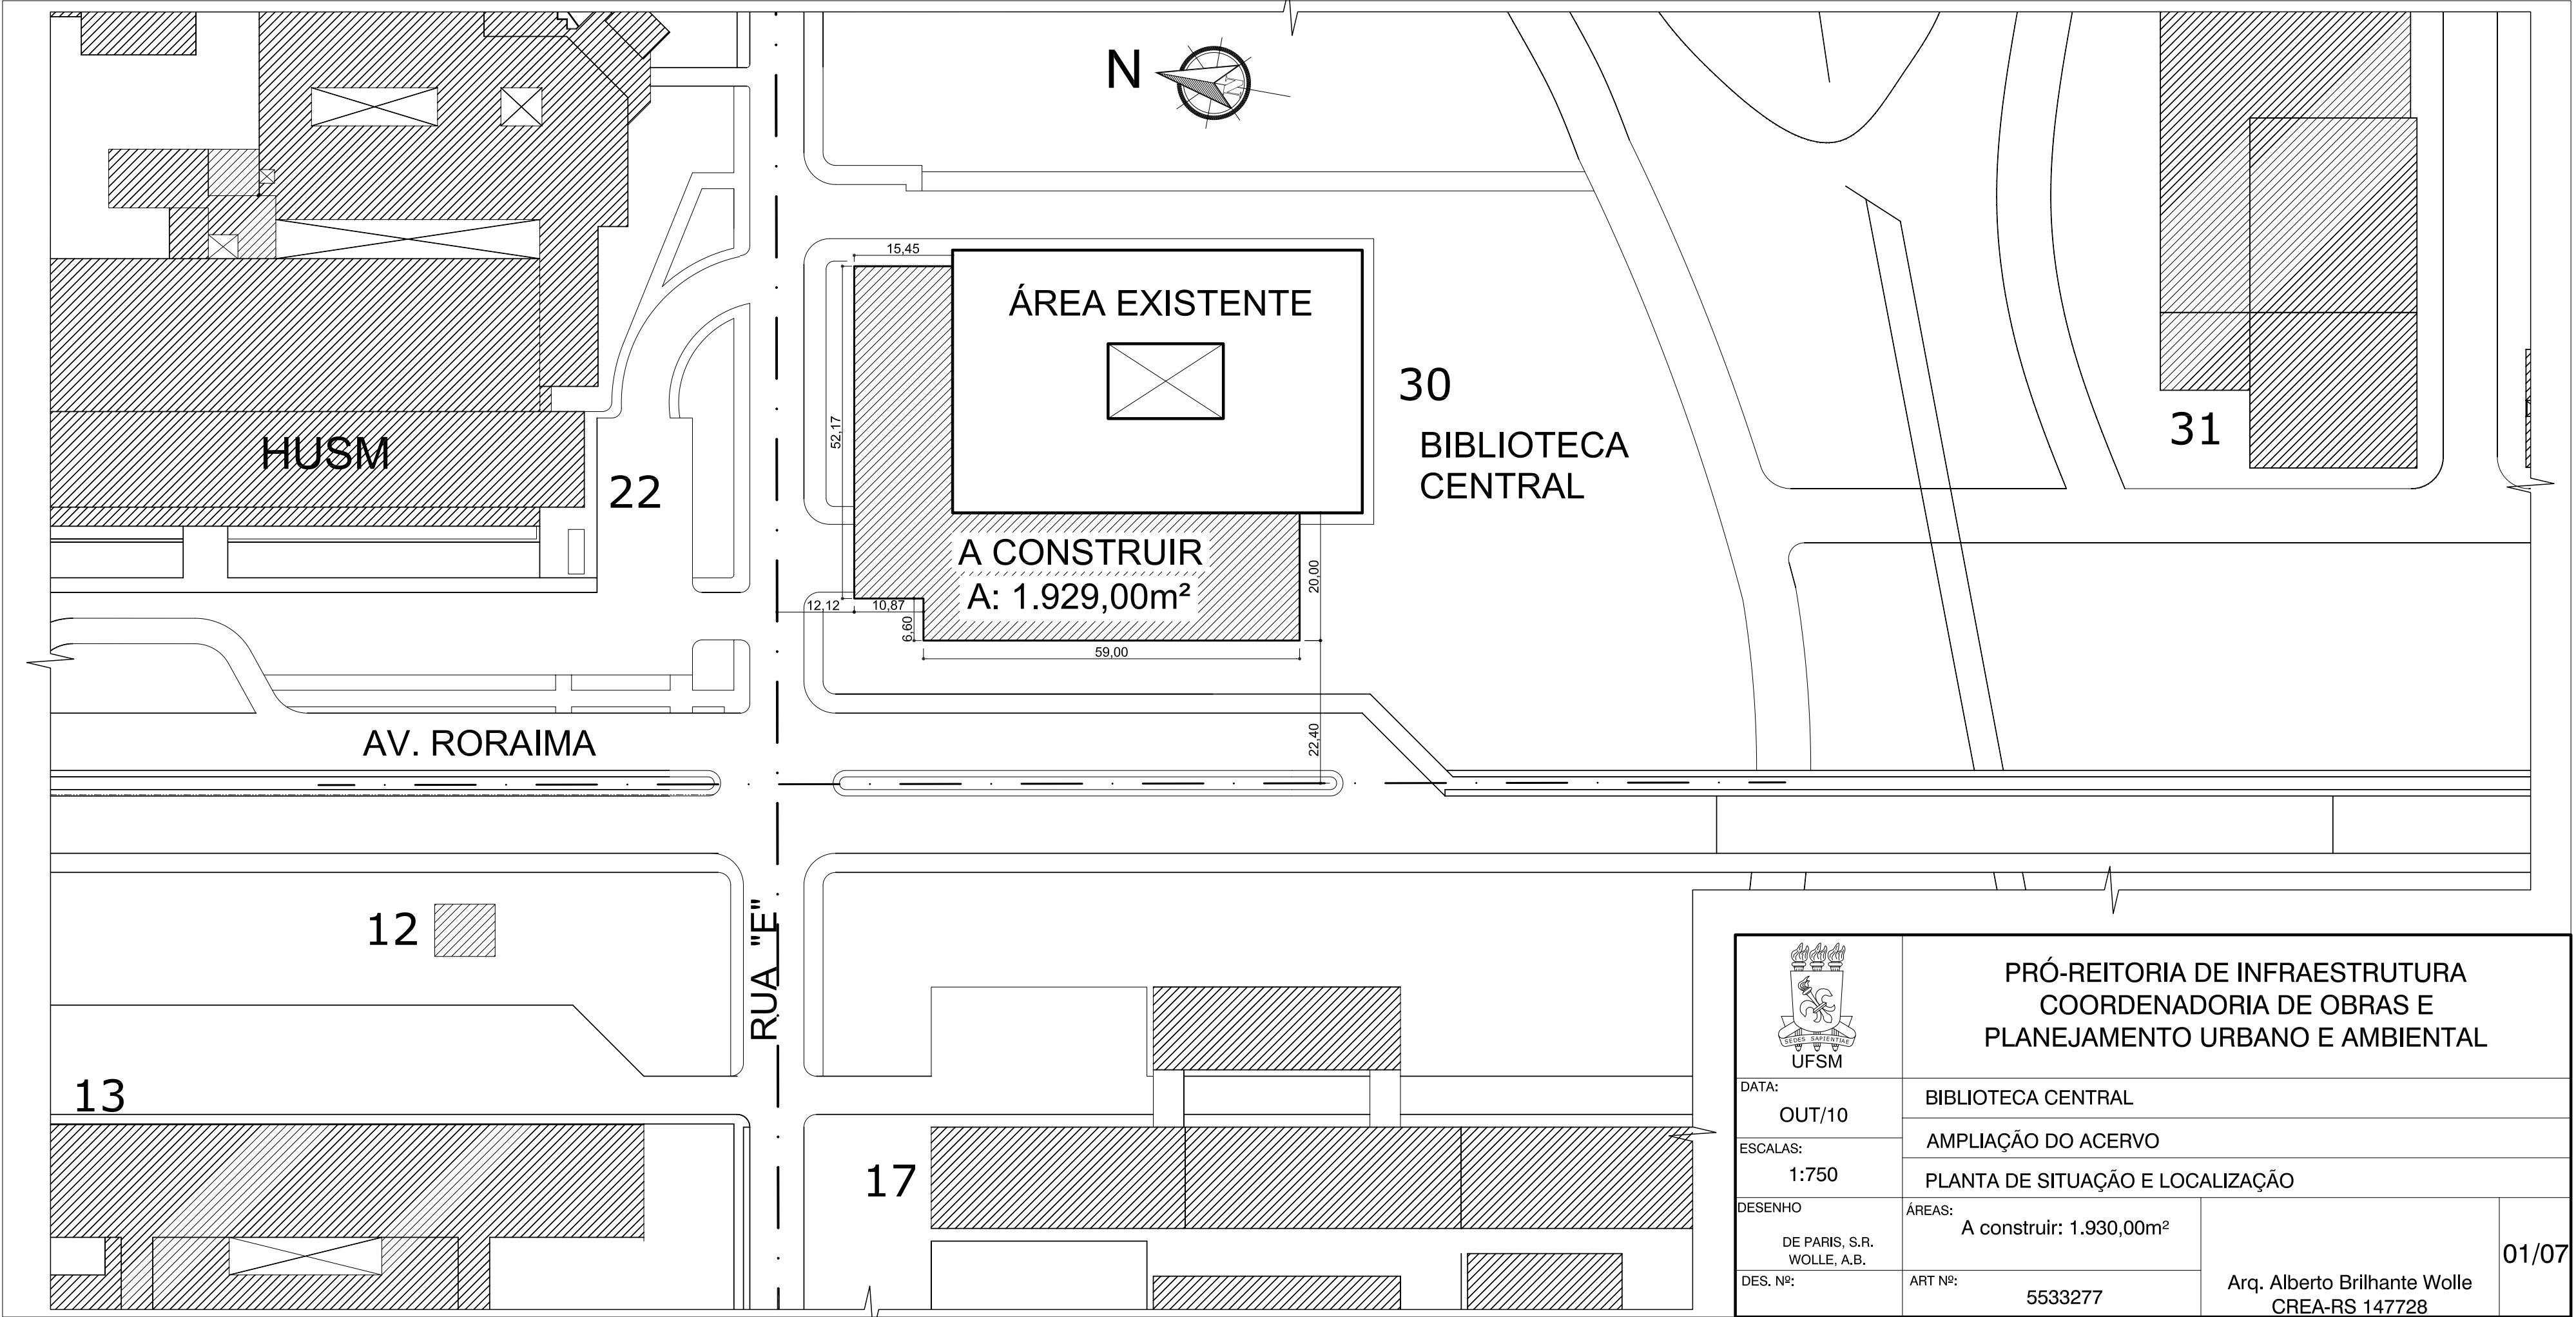 N
15,45
ÁREA EXISTENTE
30
BIBLIOTECA
CENTRAL
31
52,17
HUSM
22
A CONSTRUIR
A: 1.929,00m²
20,00
12,12
10,87
6,60
59,00
22,40
AV. RORAIMA
12
RUA "E"
13
17
SEDES SAPIENTIAE
UFSM
PRÓ-REITORIA DE INFRAESTRUTURA
COORDENADORIA DE OBRAS E
PLANEJAMENTO URBANO E AMBIENTAL
DATA:
OUT/10
BIBLIOTECA CENTRAL
AMPLIAÇÃO DO ACERVO
ESCALAS:
1:750
PLANTA DE SITUAÇÃO E LOCALIZAÇÃO
DESENHO
DE PARIS, S.R.
WOLLE, A.B.
ÁREAS:
A construir: 1.930,00m²
01/07
DES. Nº:
ART Nº:
5533277
Arq. Alberto Brilhante Wolle
CREA-RS 147728